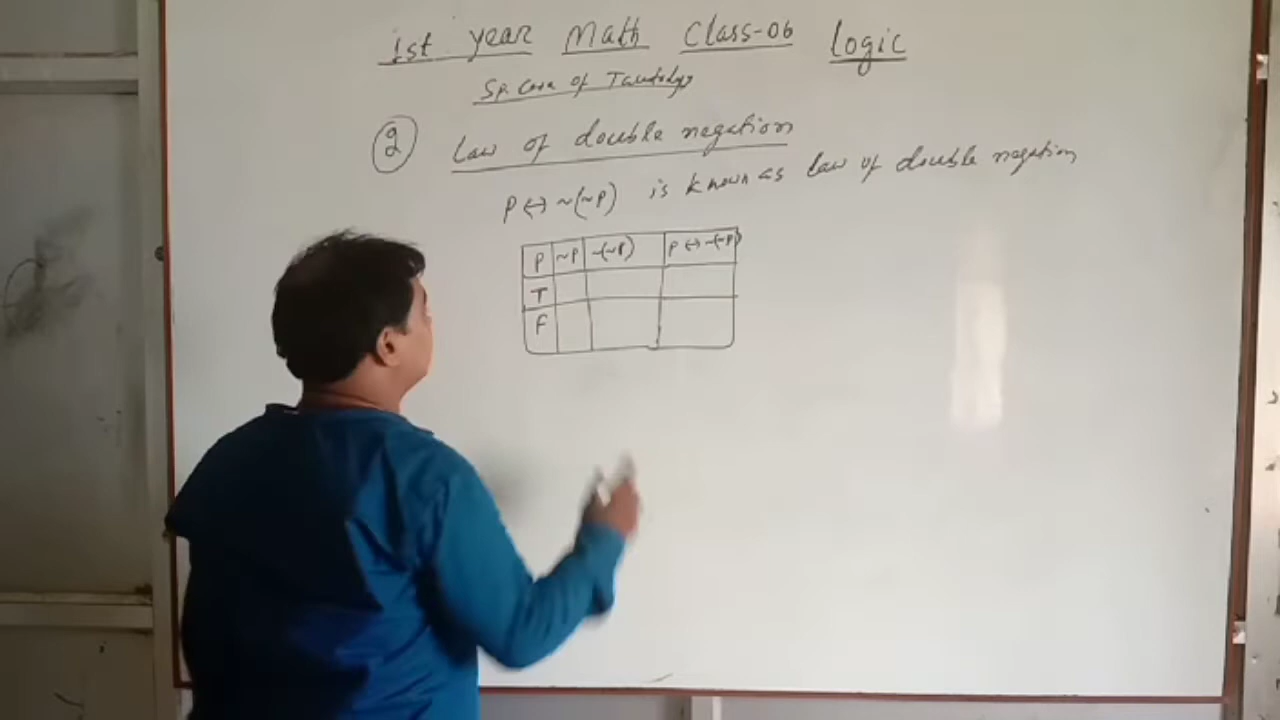 1st year Math Class-06 logic
Sp. Case of Tautology
2 Law of double negation
P ↔ ~(~P) is known as law of double negation
P ~P ~(~P) P ↔ ~(~P)
T
F